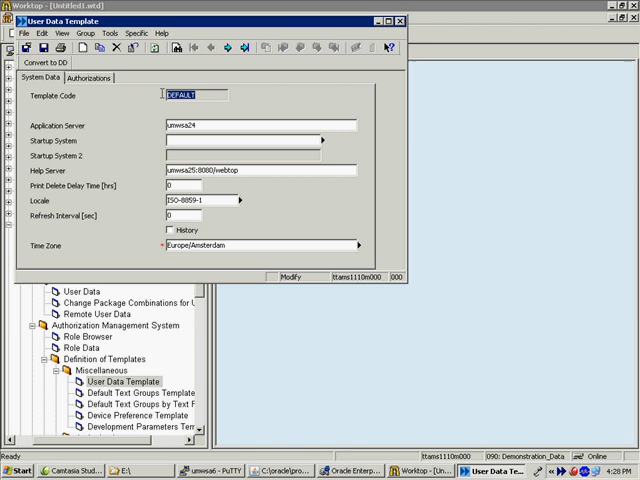 Worktop - [Untitled1.wtd]
User Data Template
File Edit View Group Tools Specific Help
Convert to DD
System Data Authorizations
Template Code DEFAULT
Application Server umwsa24
Startup System
Startup System 2
Help Server umwsa25:8080/webtop
Print Delete Delay Time [hrs] 0
Locale ISO-8859-1
Refresh Interval [sec] 0
History
Time Zone * Europe/Amsterdam
Modify ttams1110m000 000
User Data
Change Package Combinations for U
Remote User Data
Authorization Management System
Role Browser
Role Data
Definition of Templates
Miscellaneous
User Data Template
Default Text Groups Template
Default Text Groups by Text F
Device Preference Template
Development Parameters Tem
Ready ttams1110m000 090: Demonstration_Data Online
Start Camtasia Stud... E:\ umwsa6 - PuTTY C:\oracle\pro... Oracle Enterp... Worktop - [Un... User Data Te... 4:28 PM